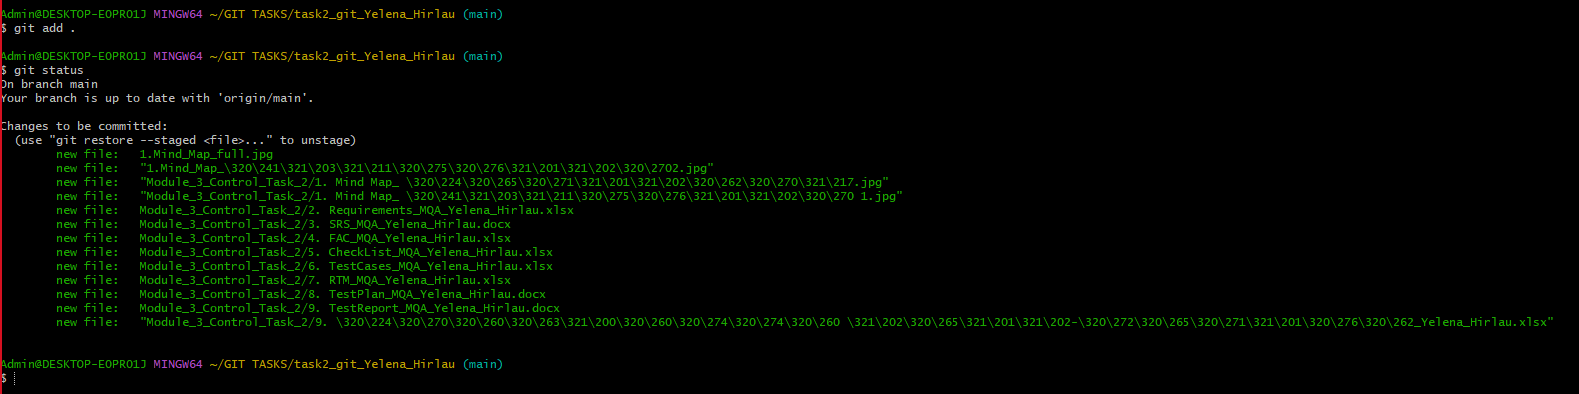 Admin@DESKTOP-EOPRO1J MINGW64 ~/GIT TASKS/task2_git_Yelena_Hirlau (main)
$ git add .
Admin@DESKTOP-EOPRO1J MINGW64 ~/GIT TASKS/task2_git_Yelena_Hirlau (main)
$ git status
On branch main
Your branch is up to date with 'origin/main'.
Changes to be committed:
  (use "git restore --staged <file>..." to unstage)
        new file:   1.Mind_Map_full.jpg
        new file:   "1.Mind_Map_\320\241\321\203\321\211\320\275\320\276\321\201\321\202\320\2702.jpg"
        new file:   "Module_3_Control_Task_2/1. Mind Map_ \320\224\320\265\320\271\321\201\321\202\320\262\320\270\321\217.jpg"
        new file:   "Module_3_Control_Task_2/1. Mind Map_ \320\241\321\203\321\211\320\275\320\276\321\201\321\202\320\270 1.jpg"
        new file:   Module_3_Control_Task_2/2. Requirements_MQA_Yelena_Hirlau.xlsx
        new file:   Module_3_Control_Task_2/3. SRS_MQA_Yelena_Hirlau.docx
        new file:   Module_3_Control_Task_2/4. FAC_MQA_Yelena_Hirlau.xlsx
        new file:   Module_3_Control_Task_2/5. CheckList_MQA_Yelena_Hirlau.xlsx
        new file:   Module_3_Control_Task_2/6. TestCases_MQA_Yelena_Hirlau.xlsx
        new file:   Module_3_Control_Task_2/7. RTM_MQA_Yelena_Hirlau.xlsx
        new file:   Module_3_Control_Task_2/8. TestPlan_MQA_Yelena_Hirlau.docx
        new file:   Module_3_Control_Task_2/9. TestReport_MQA_Yelena_Hirlau.docx
        new file:   "Module_3_Control_Task_2/9. \320\224\320\270\320\260\320\263\321\200\320\260\320\274\320\274\320\260 \321\202\320\265\321\201\321\202-\320\272\320\265\320\271\321\201\320\276\320\262_Yelena_Hirlau.xlsx"
Admin@DESKTOP-EOPRO1J MINGW64 ~/GIT TASKS/task2_git_Yelena_Hirlau (main)
$